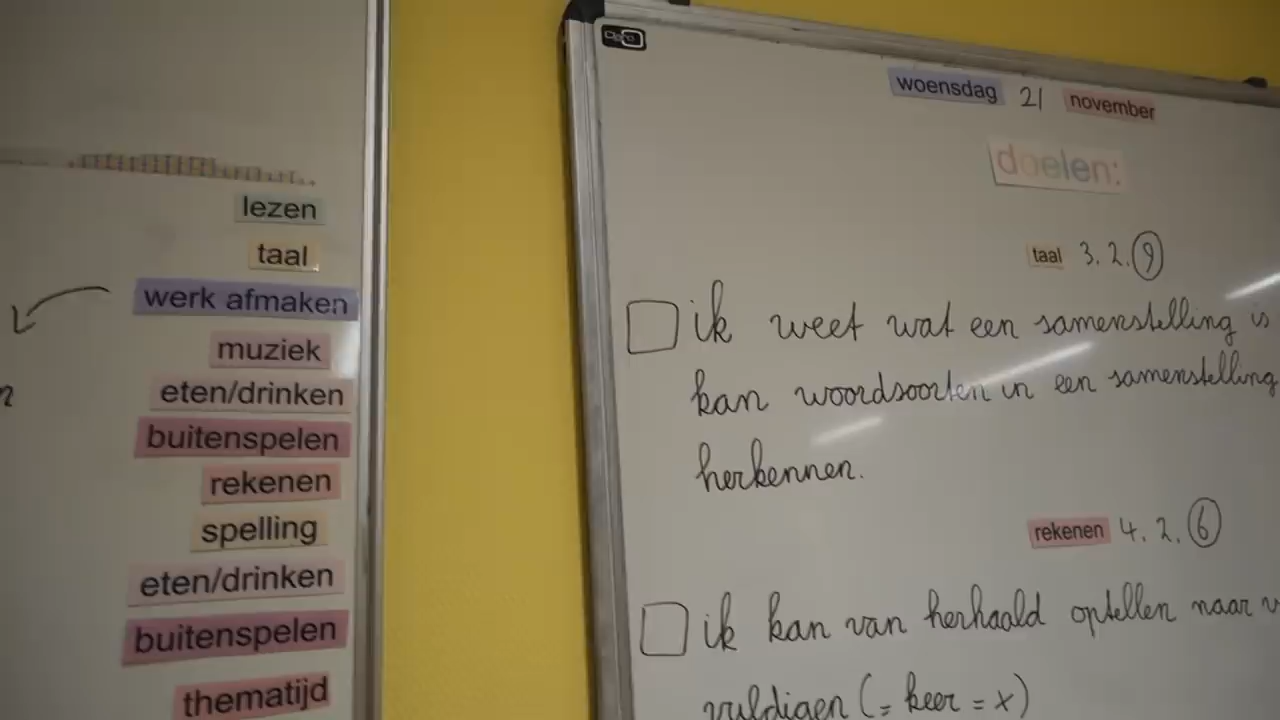 lezen
taal
werk afmaken
muziek
eten/drinken
buitenspelen
rekenen
spelling
eten/drinken
buitenspelen
thematijd
woensdag 21 november
doelen:
taal 3. 2. 9
ik weet wat een samenstelling is
kan woordsoorten in een samenstelling
herkennen.
rekenen 4. 2. 6
ik kan van herhaald optellen naar v
vuldigen (= keer = x)